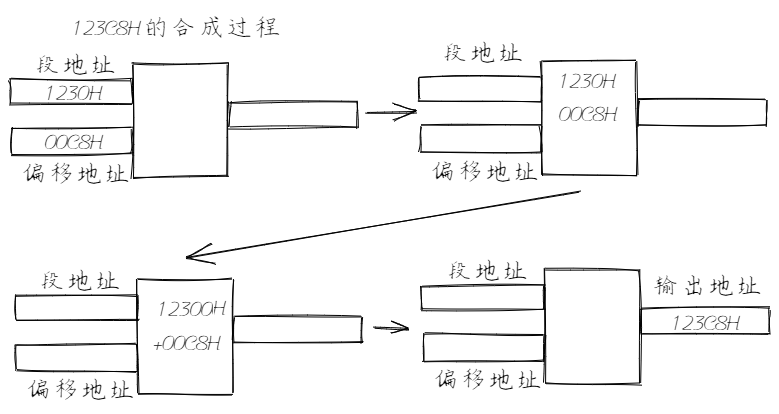 123C8H的合成过程
段地址
1230H
00C8H
偏移地址
段地址
1230H
00C8H
偏移地址
段地址
12300H
+00C8H
偏移地址
段地址
输出地址
123C8H
偏移地址